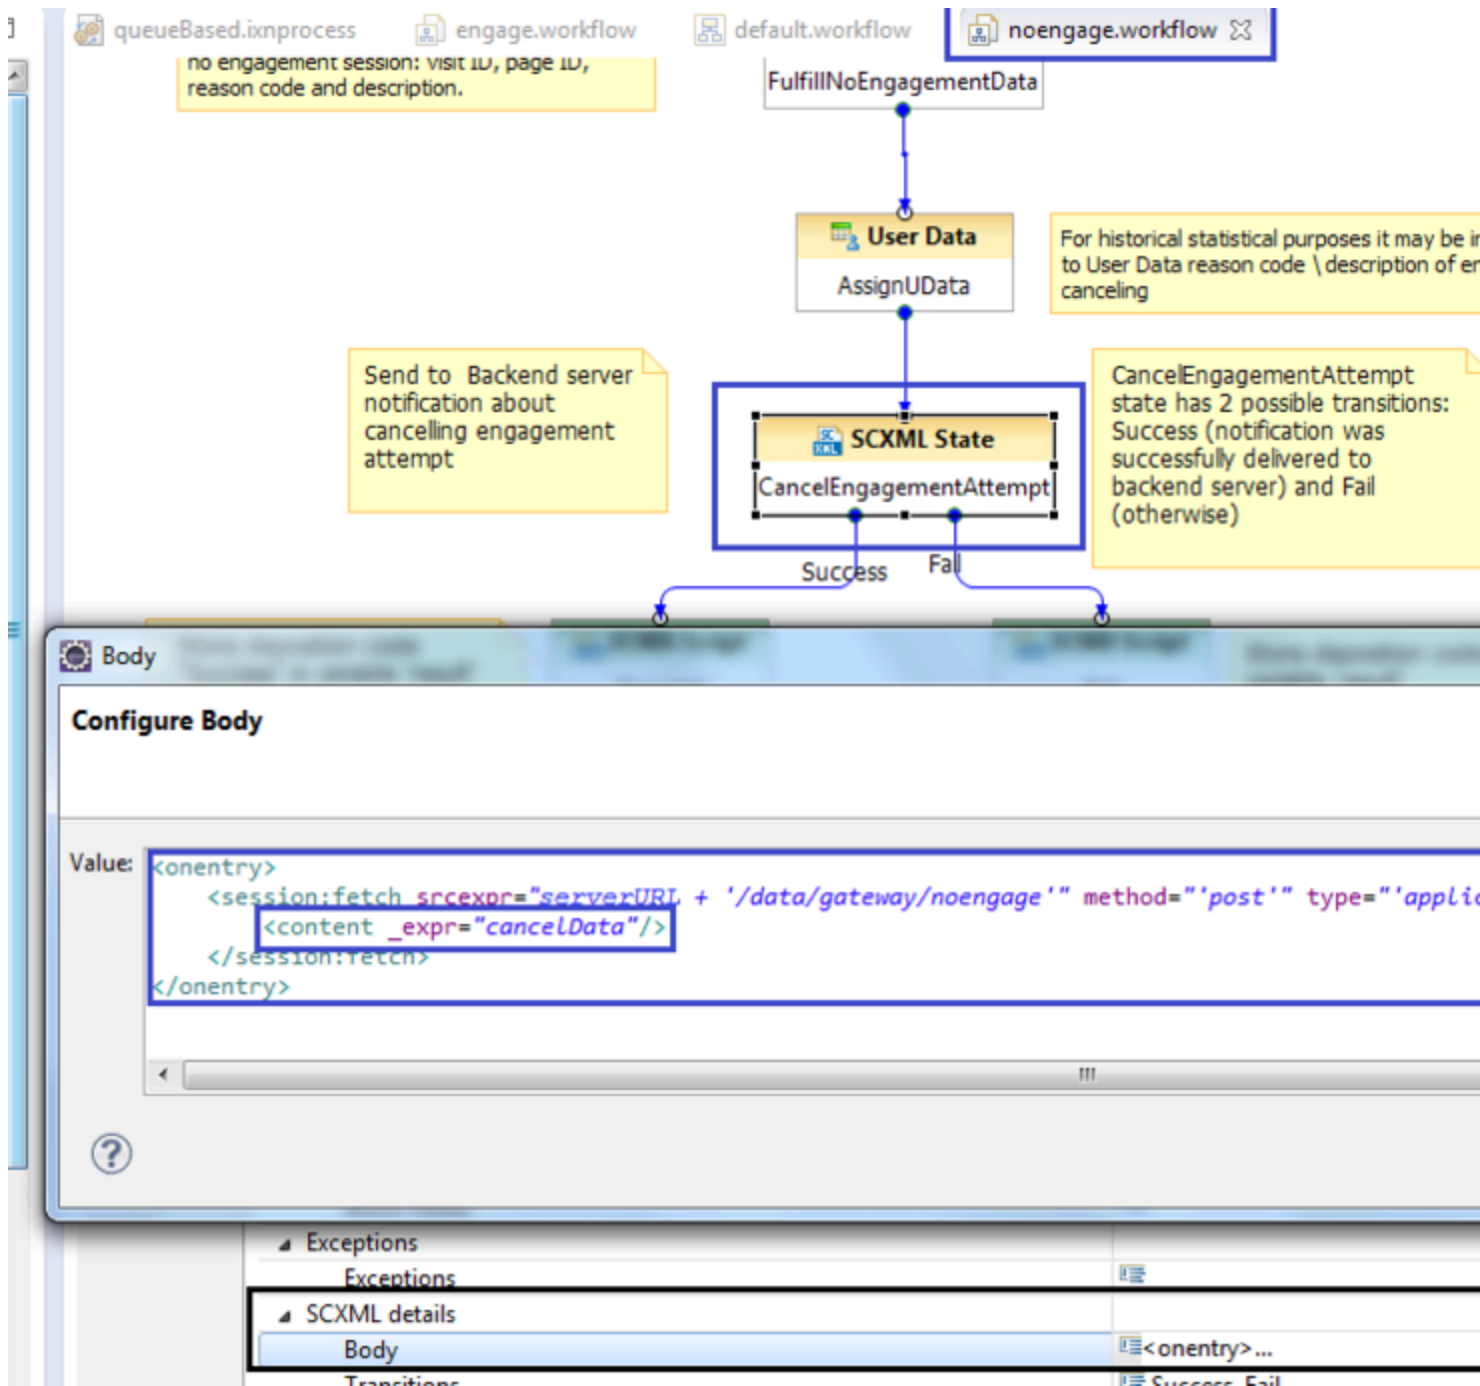 queueBased.ixnprocess engage.workflow default.workflow noengage.workflow
no engagement session: visit ID, page ID,
reason code and description.
FulfillNoEngagementData
User Data
AssignUData
For historical statistical purposes it may be
to User Data reason code \ description of
canceling
Send to Backend server
notification about
cancelling engagement
attempt
SCXML State
CancelEngagementAttempt
CancelEngagementAttempt
state has 2 possible transitions:
Success (notification was
successfully delivered to
backend server) and Fail
(otherwise)
Success
Fail
Body
Configure Body
Value:
<onentry>
<session:fetch srcexpr="serverURL + '/data/gateway/noengage'" method="'post'" type="'applic
<content _expr="cancelData"/>
</session:fetch>
</onentry>
Exceptions
Exceptions
SCXML details
Body <onentry>...
Transitions Success, Fail